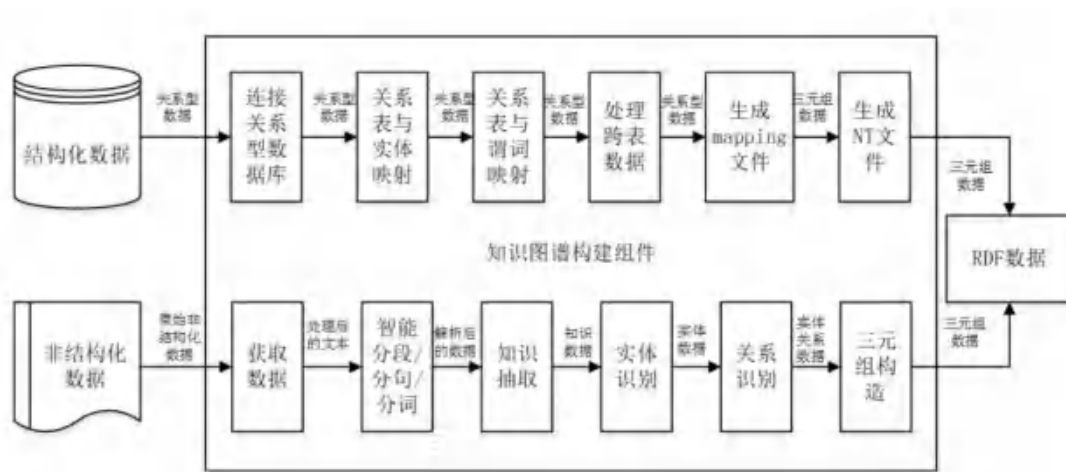 结构化数据
关系型
数据
连接
关系
型数
据库
关系型
数据
关系
表与
实体
映射
关系型
数据
关系
表与
谓词
映射
关系型
数据
处理
跨表
数据
关系型
数据
生成
mapping
文件
三元组
数据
生成
NT文
件
三元组
数据
RDF数据
知识图谱构建组件
非结构化
数据
原始非
结构化
数据
获取
数据
处理后
的文本
智能
分段/
分句/
分词
解析后
的数据
知识
抽取
知识
数据
实体
识别
实体
数据
关系
识别
实体
关系
数据
三元
组构
造
三元组
数据